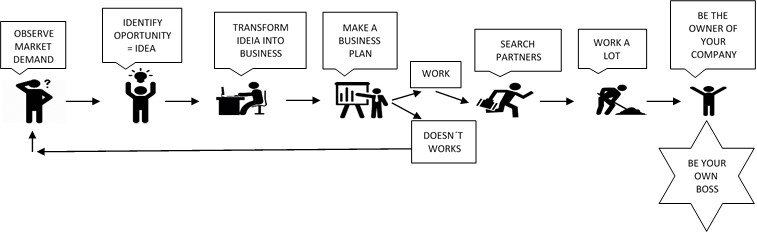 OBSERVE
MARKET
DEMAND
IDENTIFY
OPORTUNITY
= IDEA
TRANSFORM
IDEIA INTO
BUSINESS
MAKE A
BUSINESS
PLAN
WORK
DOESN´T
WORKS
SEARCH
PARTNERS
WORK A
LOT
BE THE
OWNER OF
YOUR
COMPANY
BE YOUR
OWN
BOSS
?